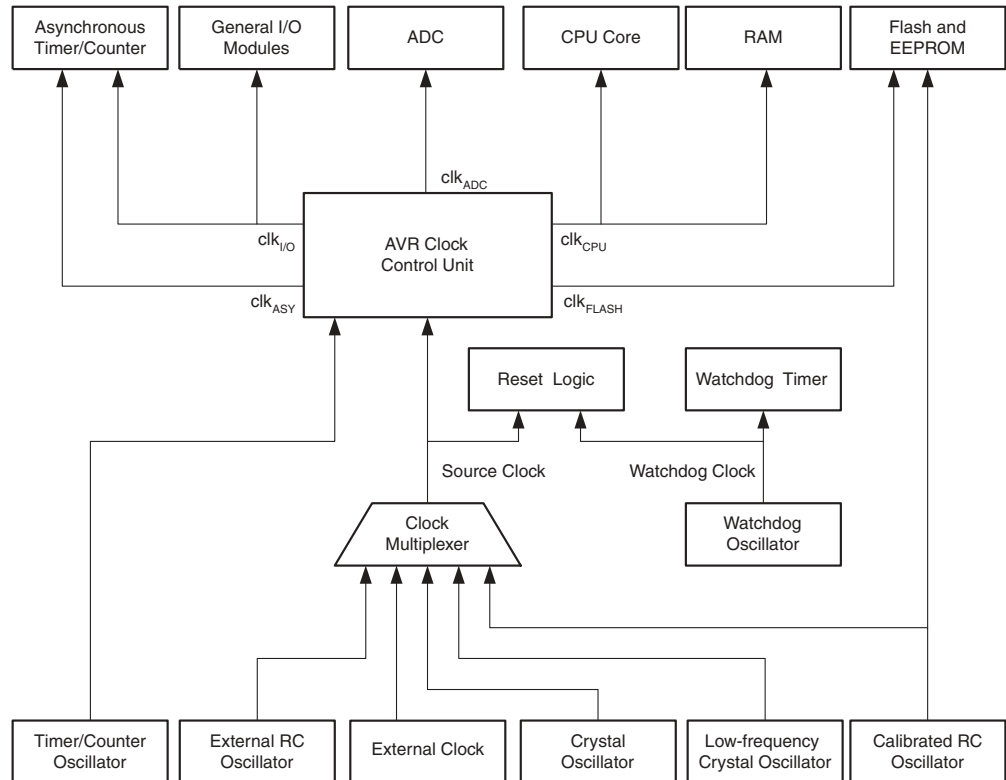 Asynchronous
Timer/Counter
General I/O
Modules
ADC
CPU Core
RAM
Flash and
EEPROM
clkADC
clkI/O
AVR Clock
Control Unit
clkCPU
clkASY
clkFLASH
Reset Logic
Watchdog Timer
Source Clock
Watchdog Clock
Clock
Multiplexer
Watchdog
Oscillator
Timer/Counter
Oscillator
External RC
Oscillator
External Clock
Crystal
Oscillator
Low-frequency
Crystal Oscillator
Calibrated RC
Oscillator